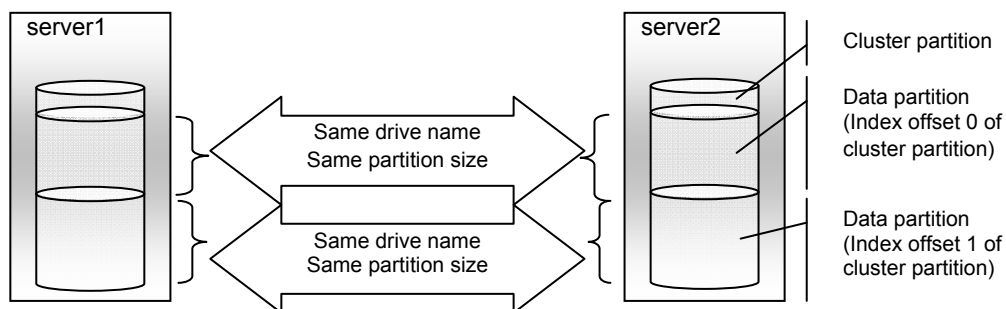 server1
server2
Cluster partition
Data partition
(Index offset 0 of
cluster partition)
Same drive name
Same partition size
Data partition
(Index offset 1 of
cluster partition)
Same drive name
Same partition size